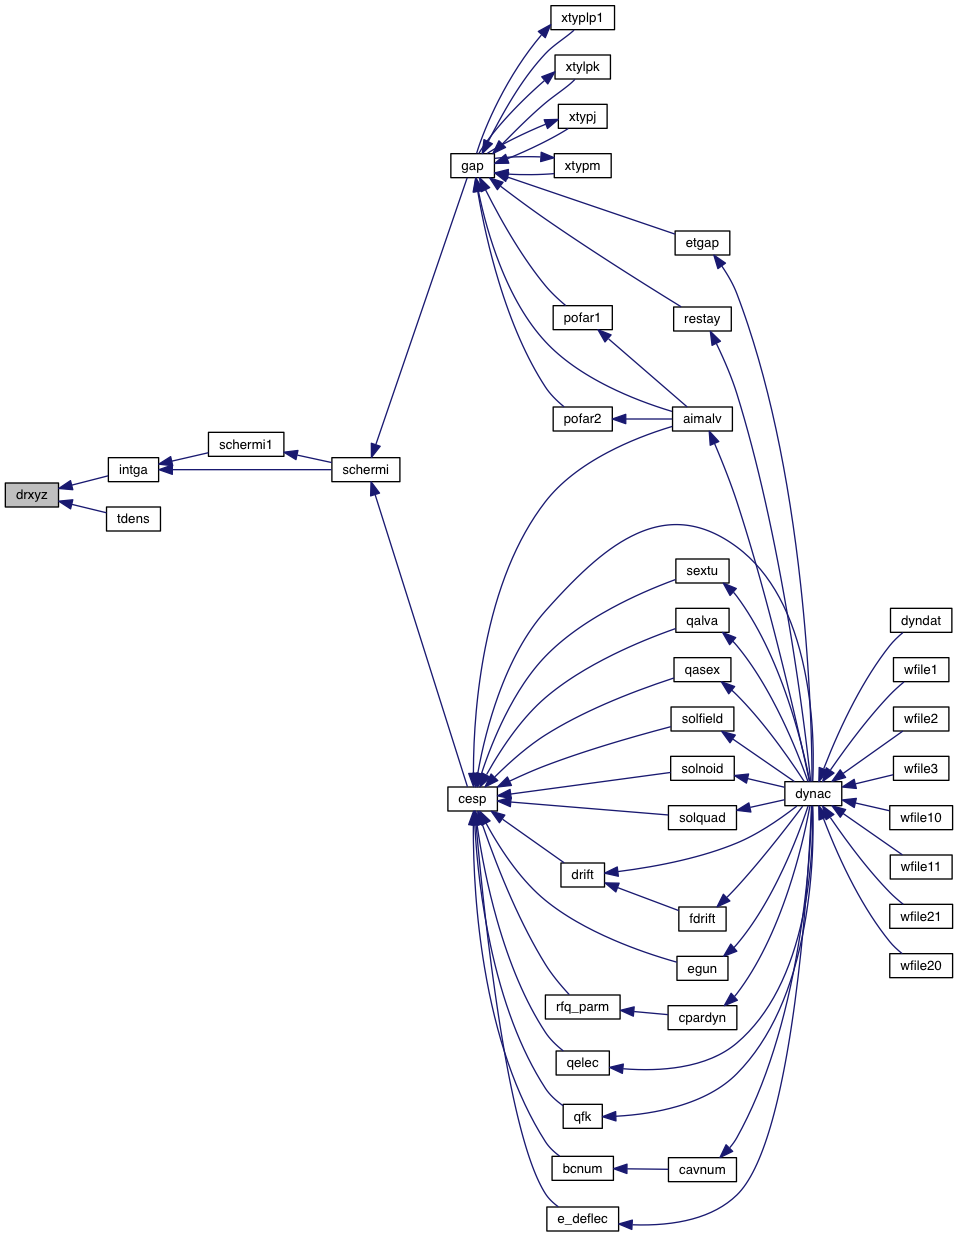 xtyplp1
xtylpk
xtypj
gap
xtypm
etgap
pofar1
restay
pofar2
aimalv
schermi1
intga
schermi
drxyz
tdens
sextu
qalva
dyndat
qasex
wfile1
solfield
wfile2
solnoid
wfile3
cesp
dynac
solquad
wfile10
drift
wfile11
fdrift
wfile21
egun
wfile20
rfq_parm
cpardyn
qelec
qfk
bcnum
cavnum
e_deflec